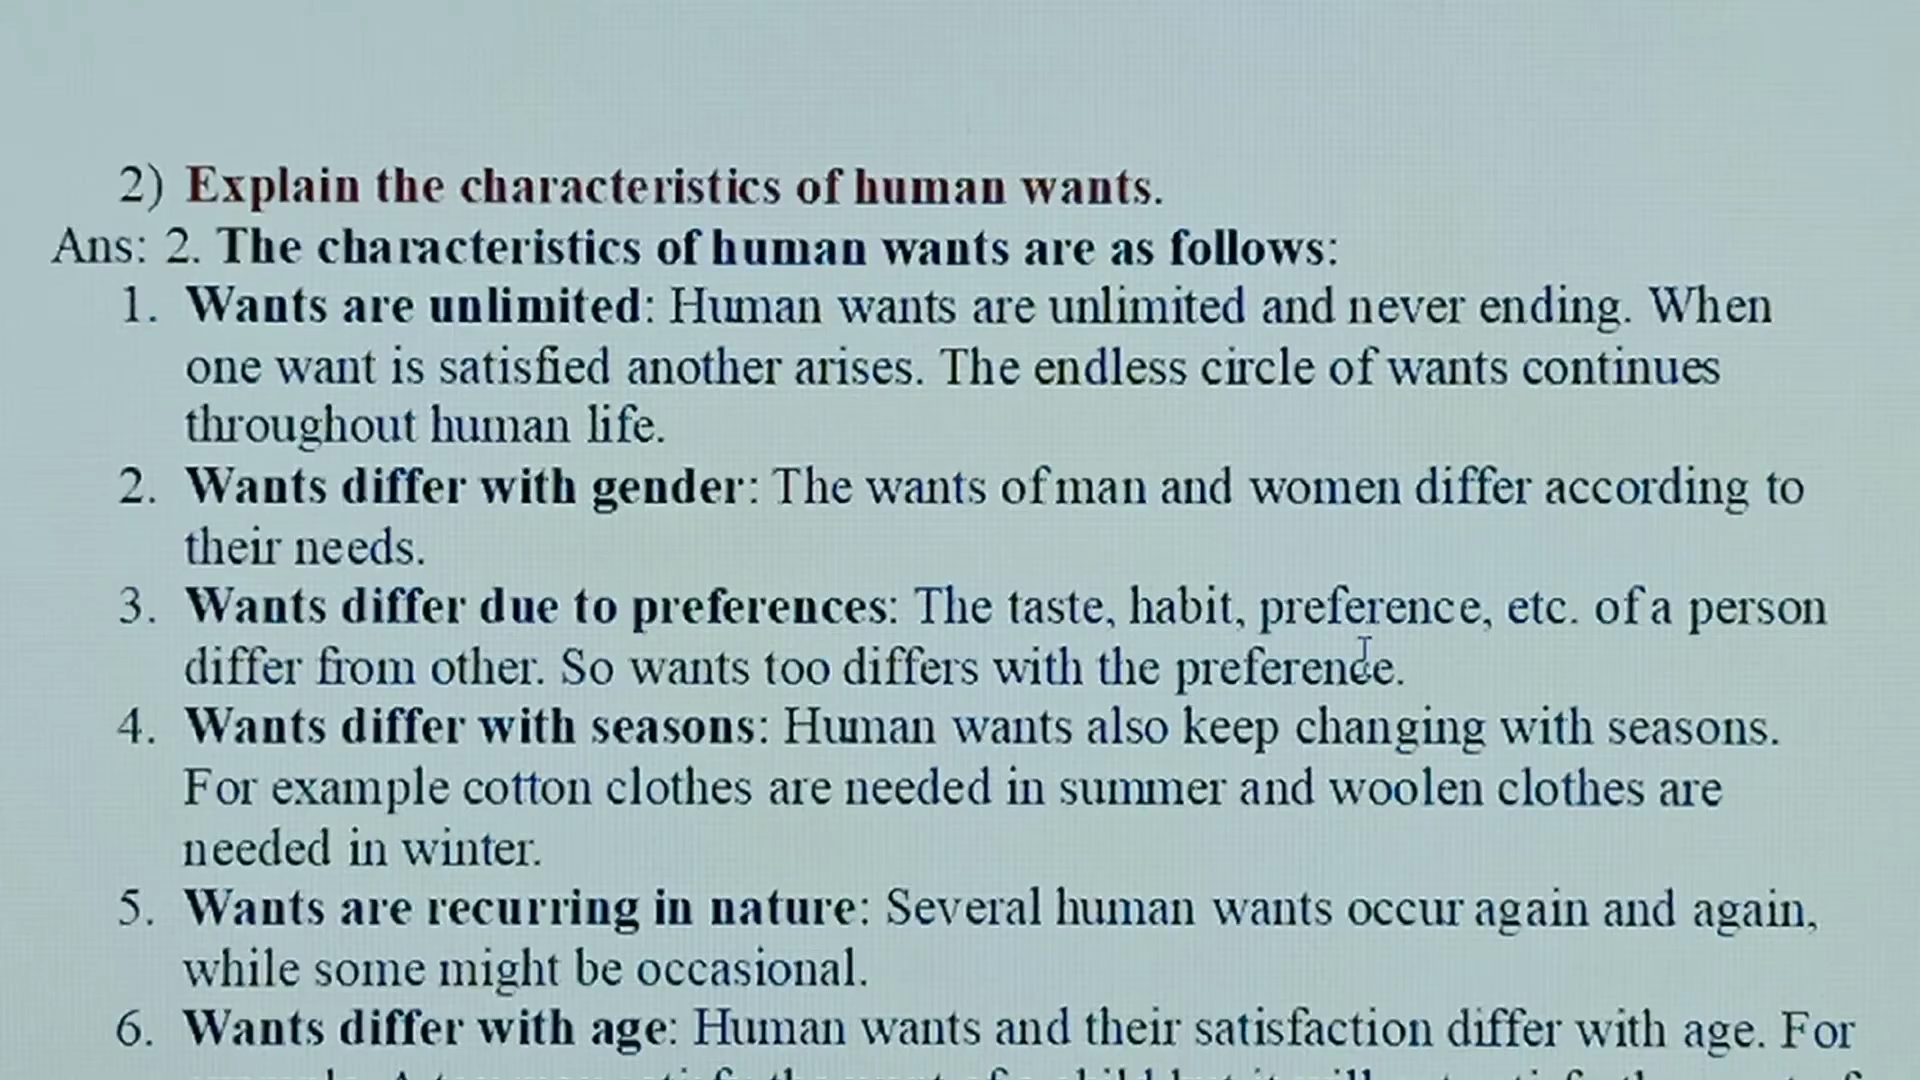 2) Explain the characteristics of human wants.
Ans: 2. The characteristics of human wants are as follows:
1. Wants are unlimited: Human wants are unlimited and never ending. When
one want is satisfied another arises. The endless circle of wants continues
throughout human life.
2. Wants differ with gender: The wants of man and women differ according to
their needs.
3. Wants differ due to preferences: The taste, habit, preference, etc. of a person
differ from other. So wants too differs with the preference.
4. Wants differ with seasons: Human wants also keep changing with seasons.
For example cotton clothes are needed in summer and woolen clothes are
needed in winter.
5. Wants are recurring in nature: Several human wants occur again and again,
while some might be occasional.
6. Wants differ with age: Human wants and their satisfaction differ with age. For